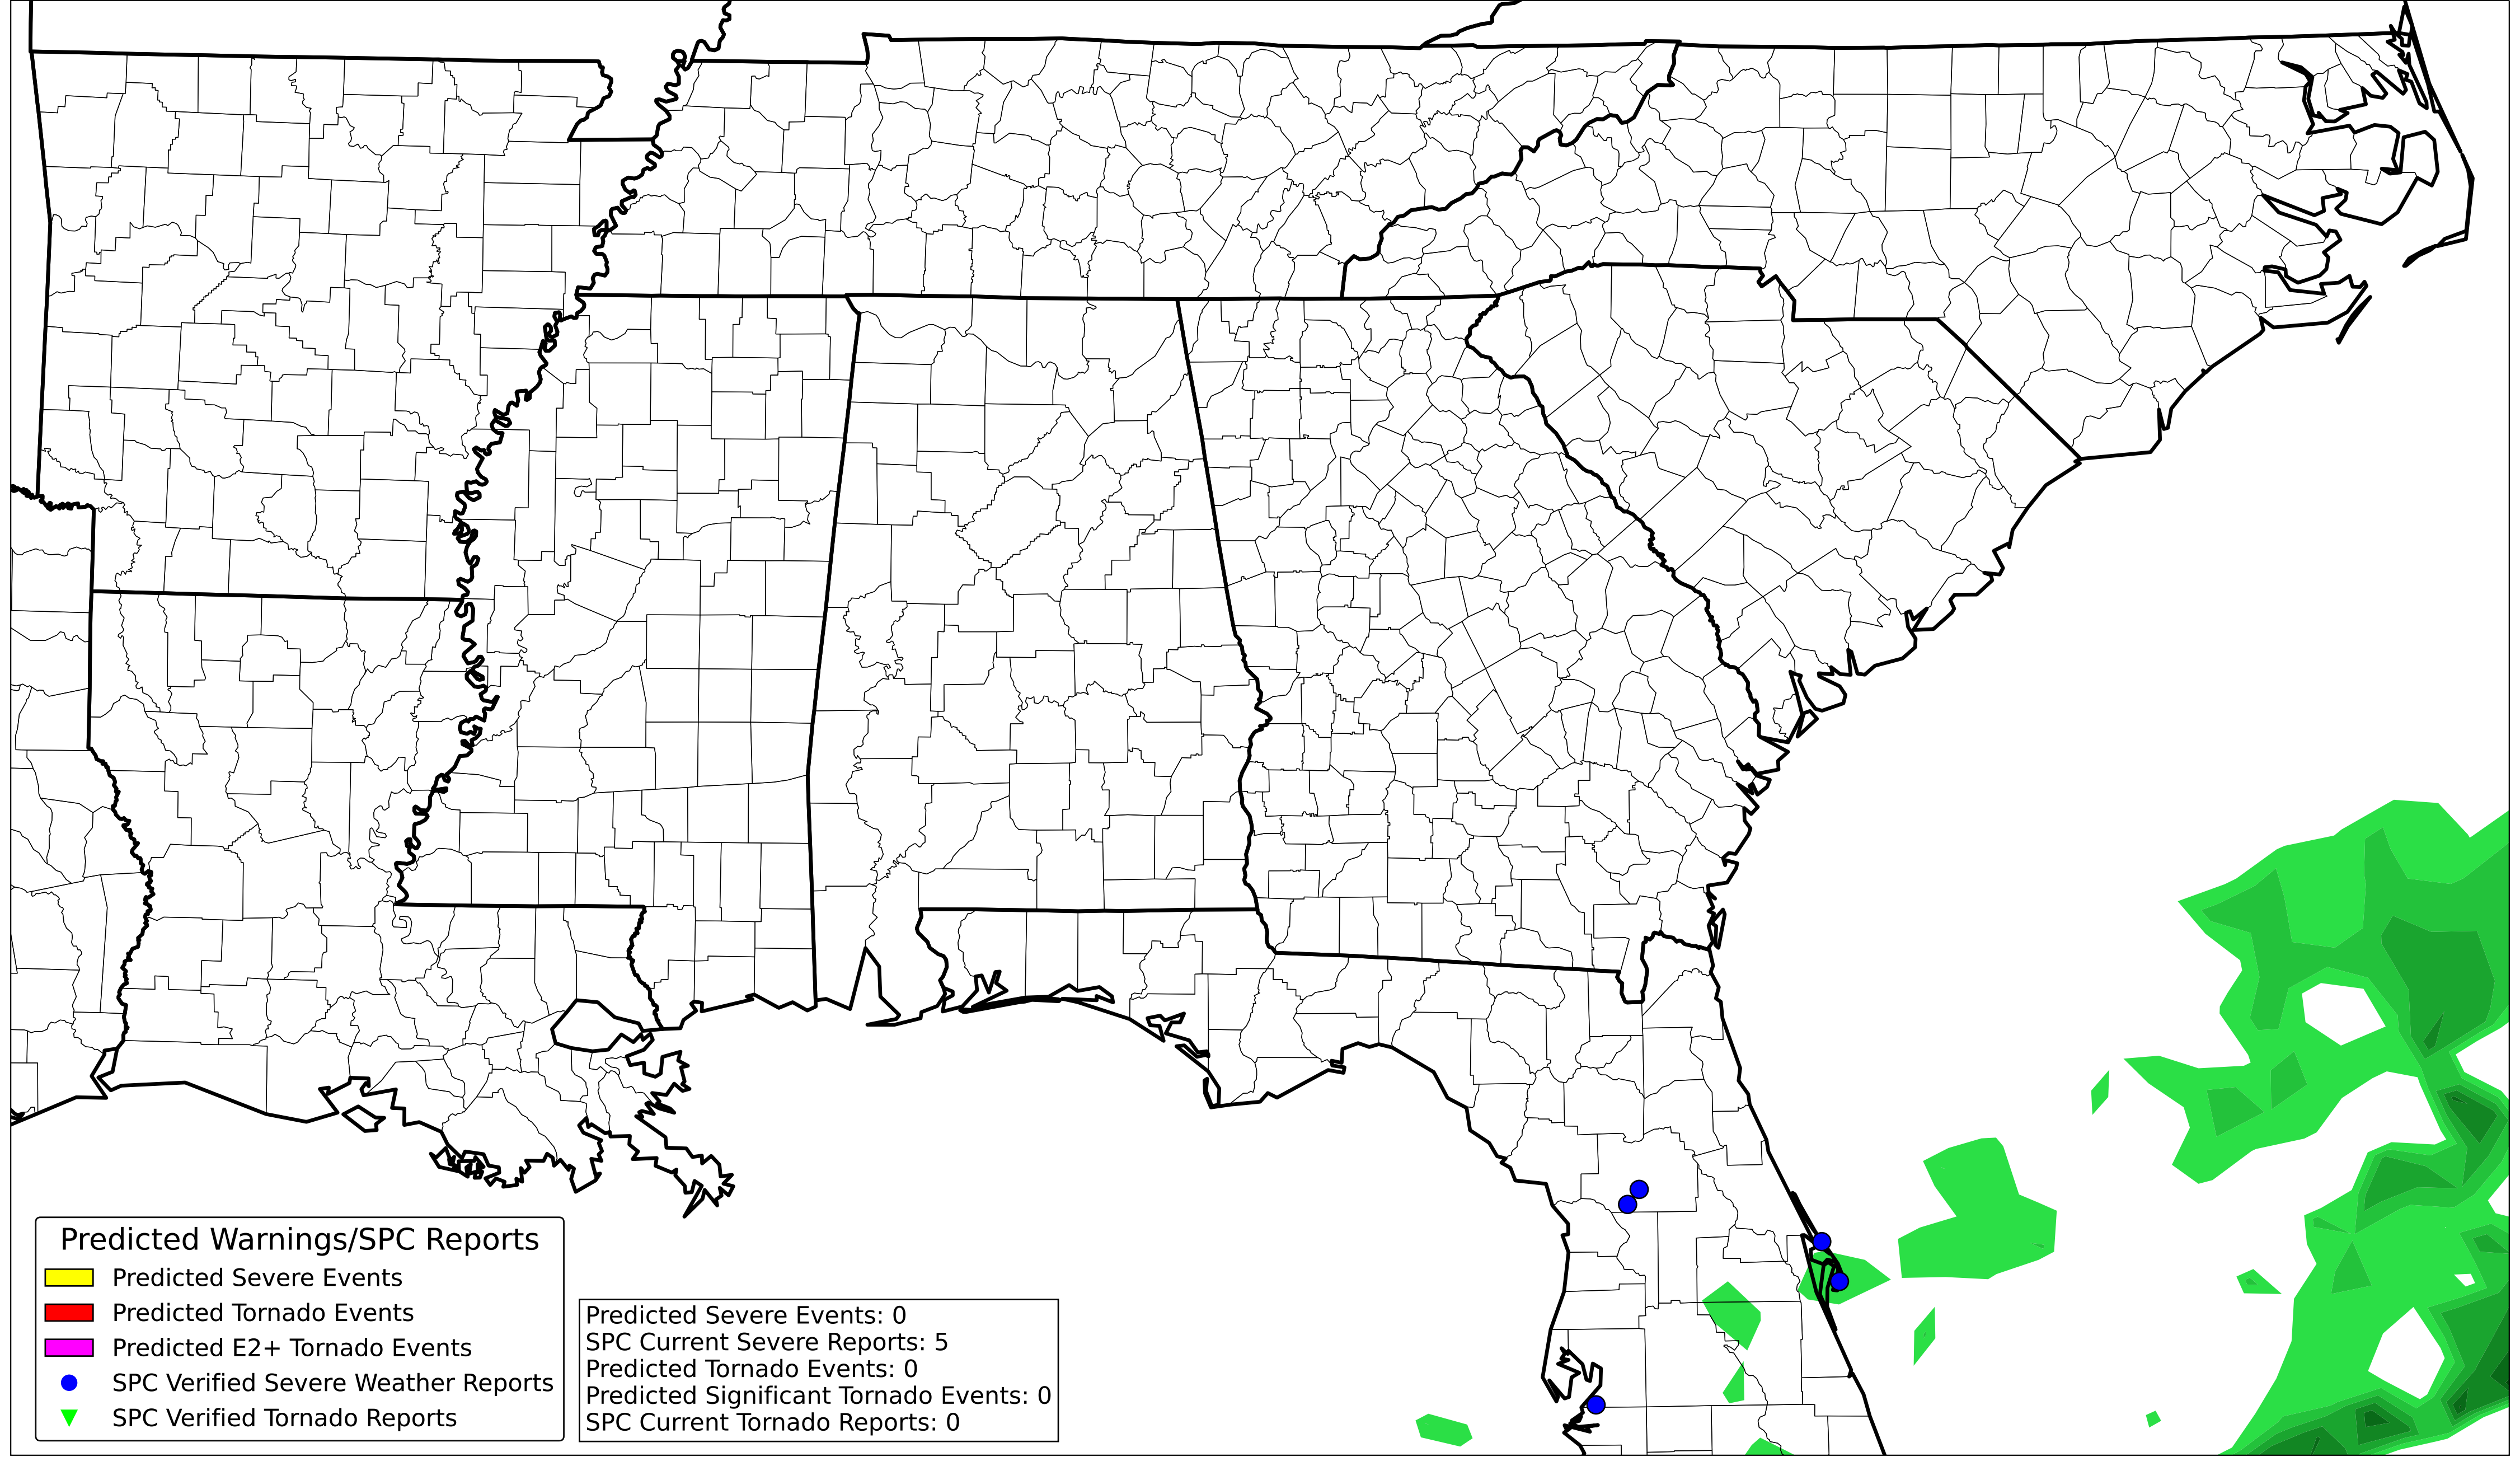 Predicted Warnings/SPC Reports
Predicted Severe Events
Predicted Tornado Events
Predicted E2+ Tornado Events
SPC Verified Severe Weather Reports
SPC Verified Tornado Reports
Predicted Severe Events: 0
SPC Current Severe Reports: 5
Predicted Tornado Events: 0
Predicted Significant Tornado Events: 0
SPC Current Tornado Reports: 0